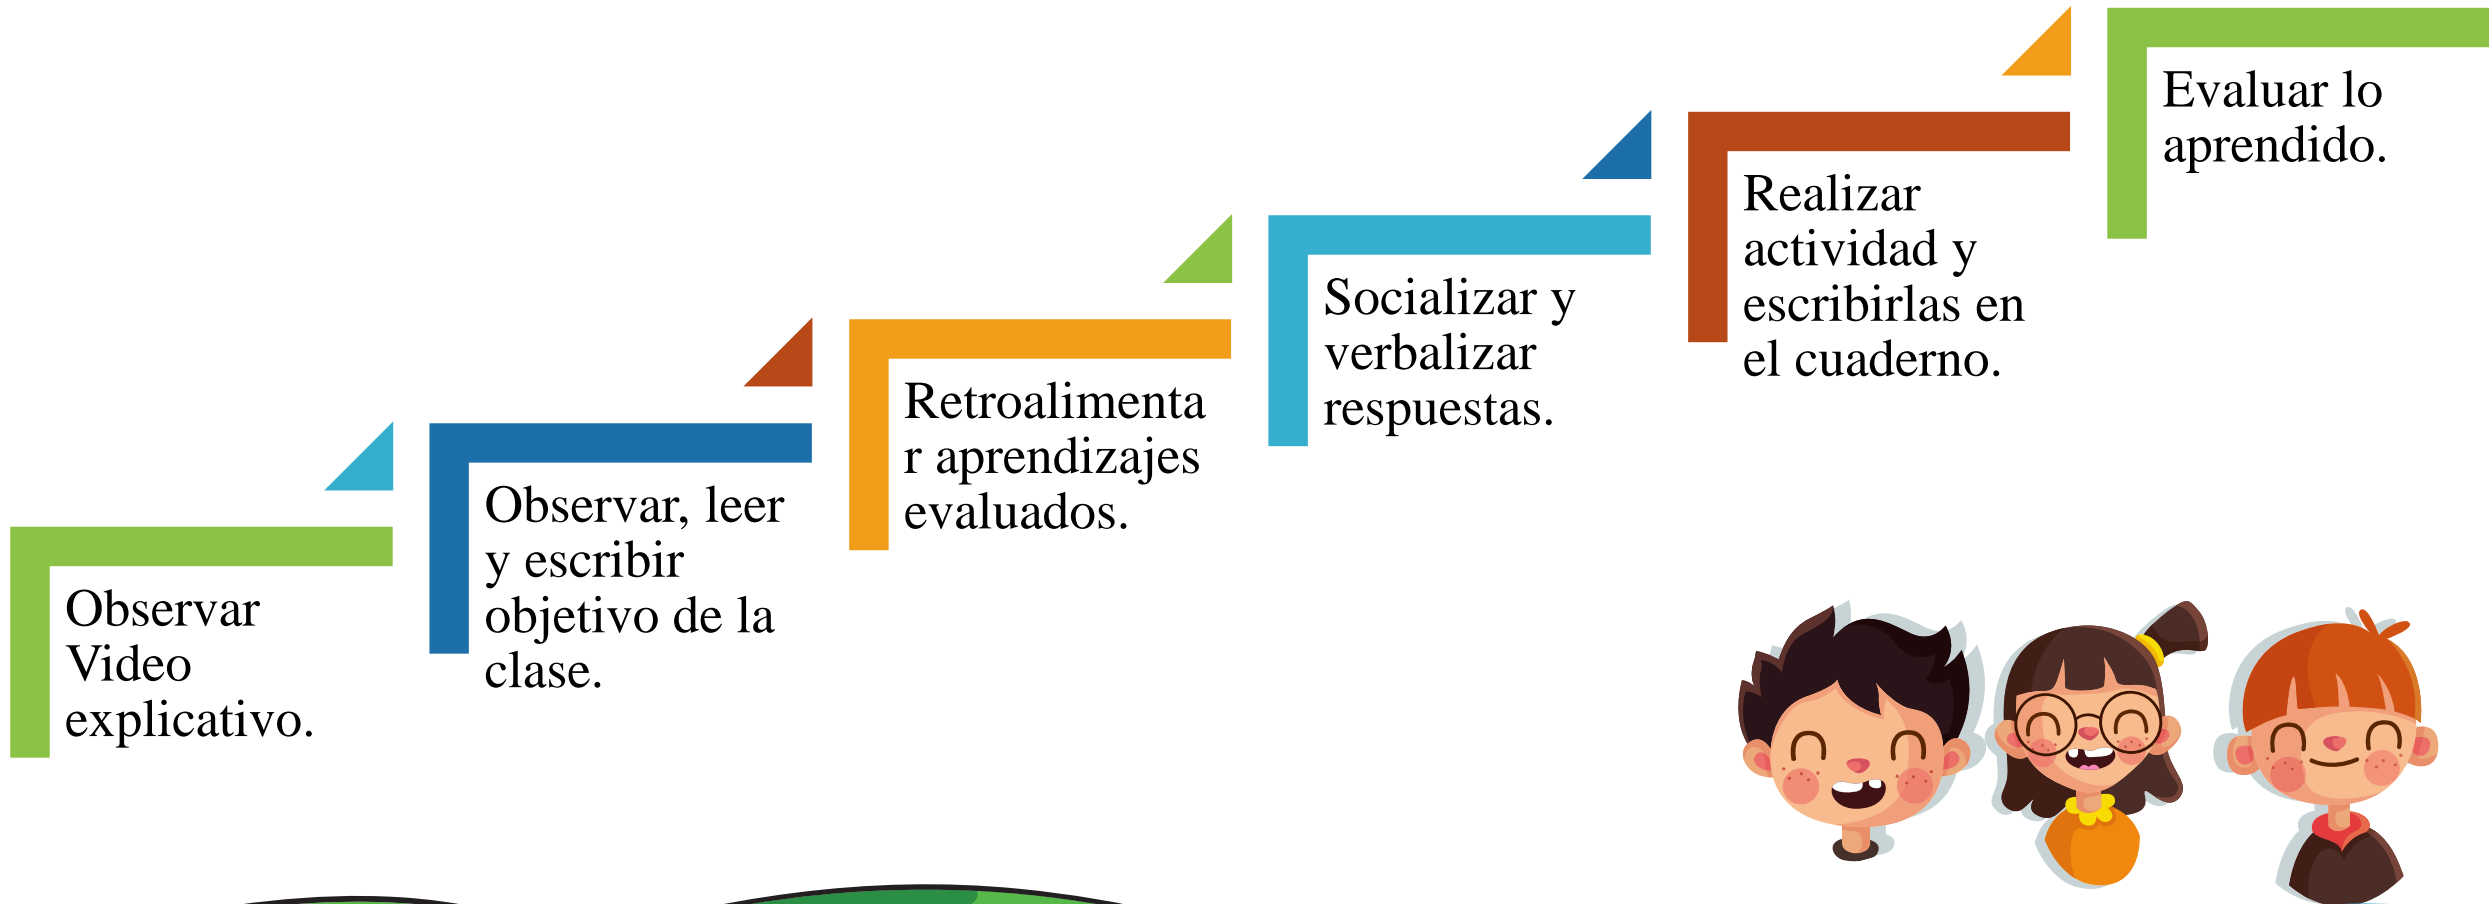 Observar
Video
explicativo.
Observar, leer
y escribir
objetivo de la
clase.
Retroalimenta
r aprendizajes
evaluados.
Socializar y
verbalizar
respuestas.
Realizar
actividad y
escribirlas en
el cuaderno.
Evaluar lo
aprendido.